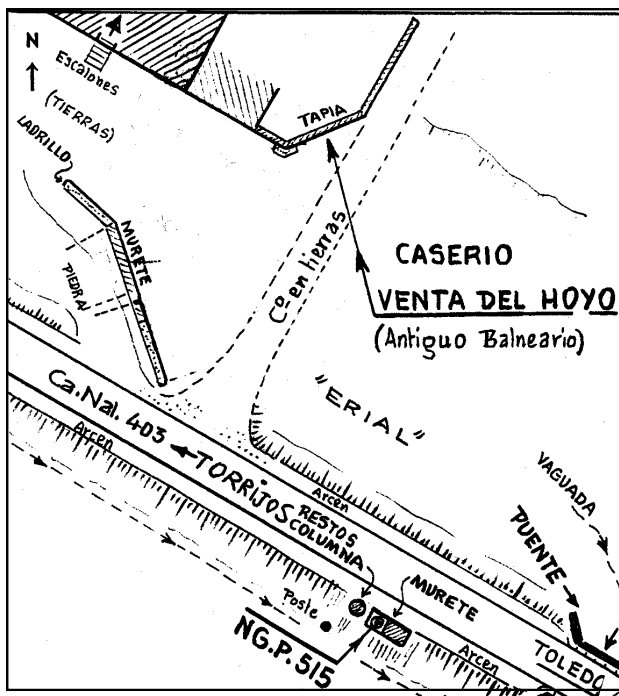 N
Escalones
(TIERRAS)
LADRILLO
MURETE
PIEDRA
TAPIA
Cº en tierras
CASERIO
VENTA DEL HOYO
(Antiguo Balneario)
"ERIAL"
Ca.Nal. 403
TORRIJOS
Arcen
Arcen
RESTOS
COLUMNA
VAGUADA
PUENTE
MURETE
Poste
NG.P.515
Arcen
TOLEDO